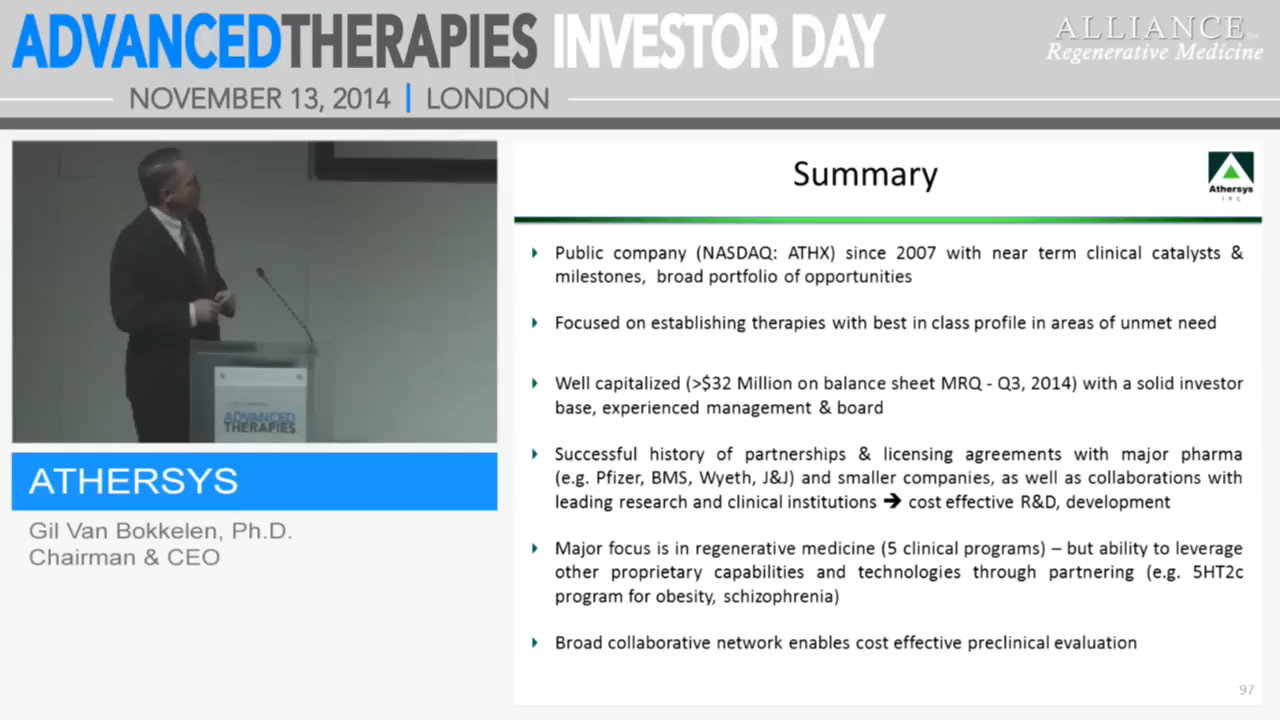 ADVANCEDTHERAPIES INVESTOR DAY
NOVEMBER 13, 2014 | LONDON
ALLIANCE for
Regenerative Medicine
ADVANCED
THERAPIES
ATHERSYS
Gil Van Bokkelen, Ph.D.
Chairman & CEO
Summary
Athersys
INC.
Public company (NASDAQ: ATHX) since 2007 with near term clinical catalysts &
milestones, broad portfolio of opportunities
Focused on establishing therapies with best in class profile in areas of unmet need
Well capitalized (>$32 Million on balance sheet MRQ - Q3, 2014) with a solid investor
base, experienced management & board
Successful history of partnerships & licensing agreements with major pharma
(e.g. Pfizer, BMS, Wyeth, J&J) and smaller companies, as well as collaborations with
leading research and clinical institutions ➔ cost effective R&D, development
Major focus is in regenerative medicine (5 clinical programs) – but ability to leverage
other proprietary capabilities and technologies through partnering (e.g. 5HT2c
program for obesity, schizophrenia)
Broad collaborative network enables cost effective preclinical evaluation
97